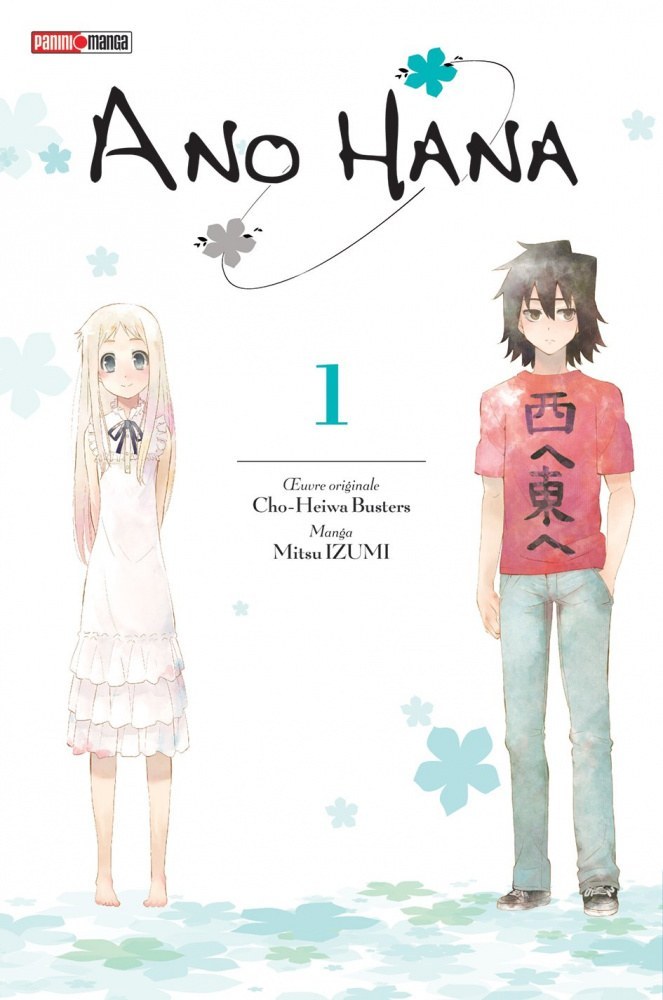 PANINI MANGA
ANO HANA
1
Œuvre originale
Cho-Heiwa Busters
Manga
Mitsu IZUMI
西へ東へ